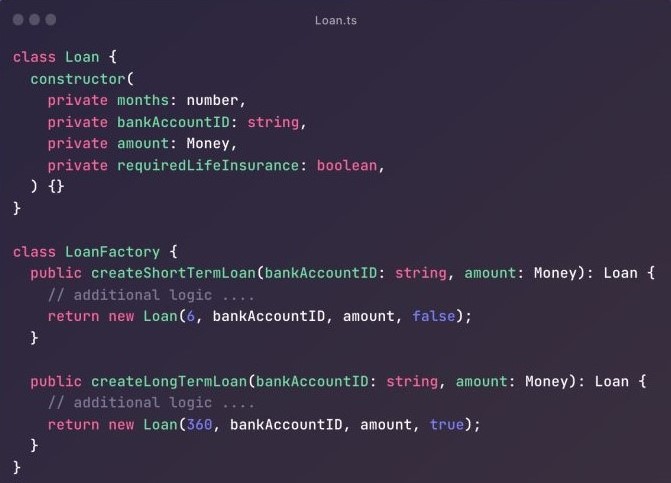 Loan.ts
class Loan {
  constructor(
    private months: number,
    private bankAccountID: string,
    private amount: Money,
    private requiredLifeInsurance: boolean,
  ) {}
}

class LoanFactory {
  public createShortTermLoan(bankAccountID: string, amount: Money): Loan {
    // additional logic ....
    return new Loan(6, bankAccountID, amount, false);
  }

  public createLongTermLoan(bankAccountID: string, amount: Money): Loan {
    // additional logic ....
    return new Loan(360, bankAccountID, amount, true);
  }
}